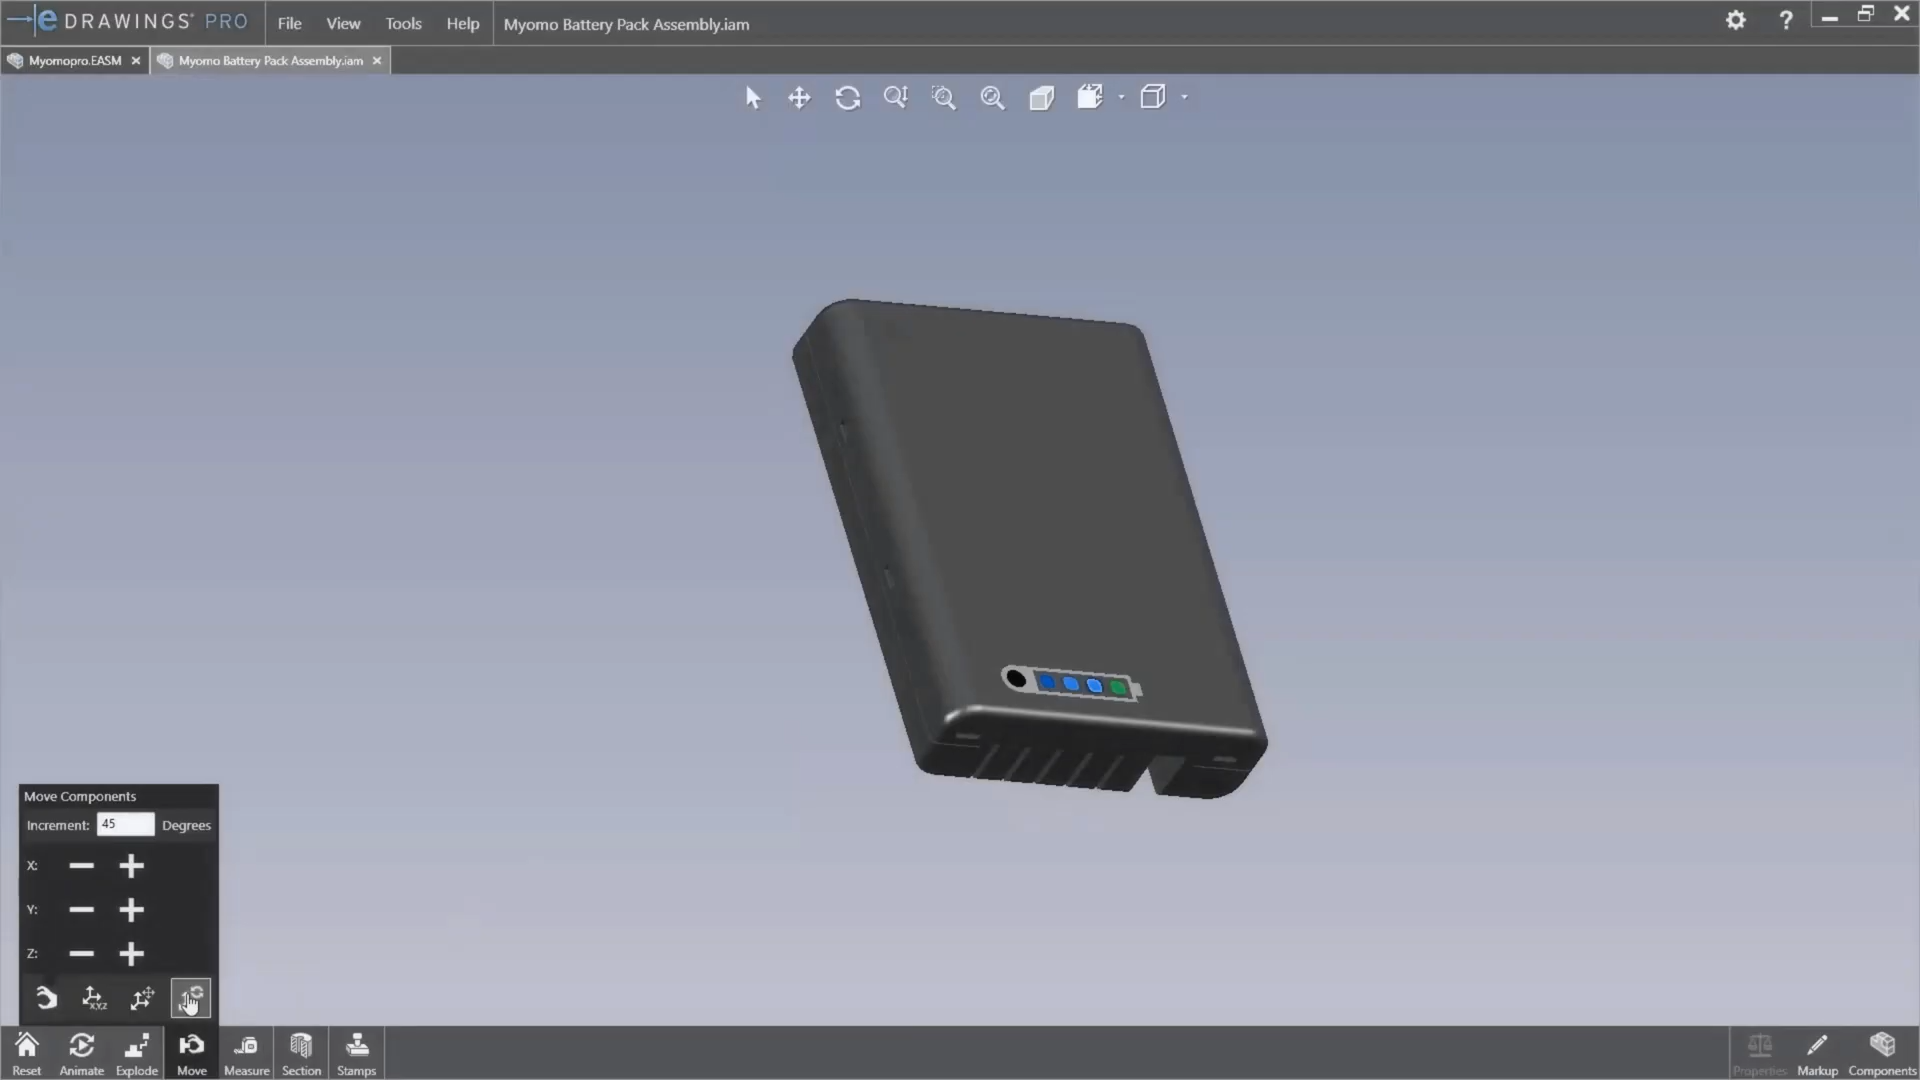 eDRAWINGS® PRO File View Tools Help Myomo Battery Pack Assembly.iam ?
Myomopro.EASM Myomo Battery Pack Assembly.iam
Move Components
Increment: 45 Degrees
X:
Y:
Z:
X,Y,Z
Reset Animate Explode Move Measure Section Stamps Properties Markup Components